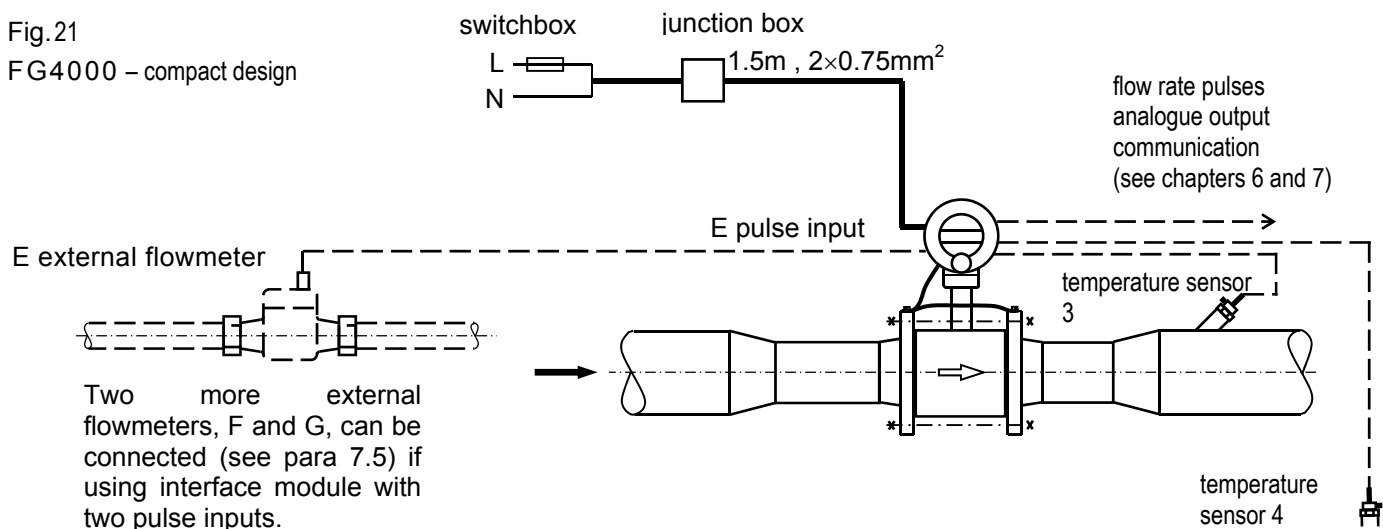 Fig.21
FG4000 – compact design
switchbox
junction box
L
N
1.5m , 2×0.75mm²
flow rate pulses
analogue output
communication
(see chapters 6 and 7)
E pulse input
E external flowmeter
temperature sensor
3
Two more external
flowmeters, F and G, can be
connected (see para 7.5) if
using interface module with
two pulse inputs.
temperature
sensor 4